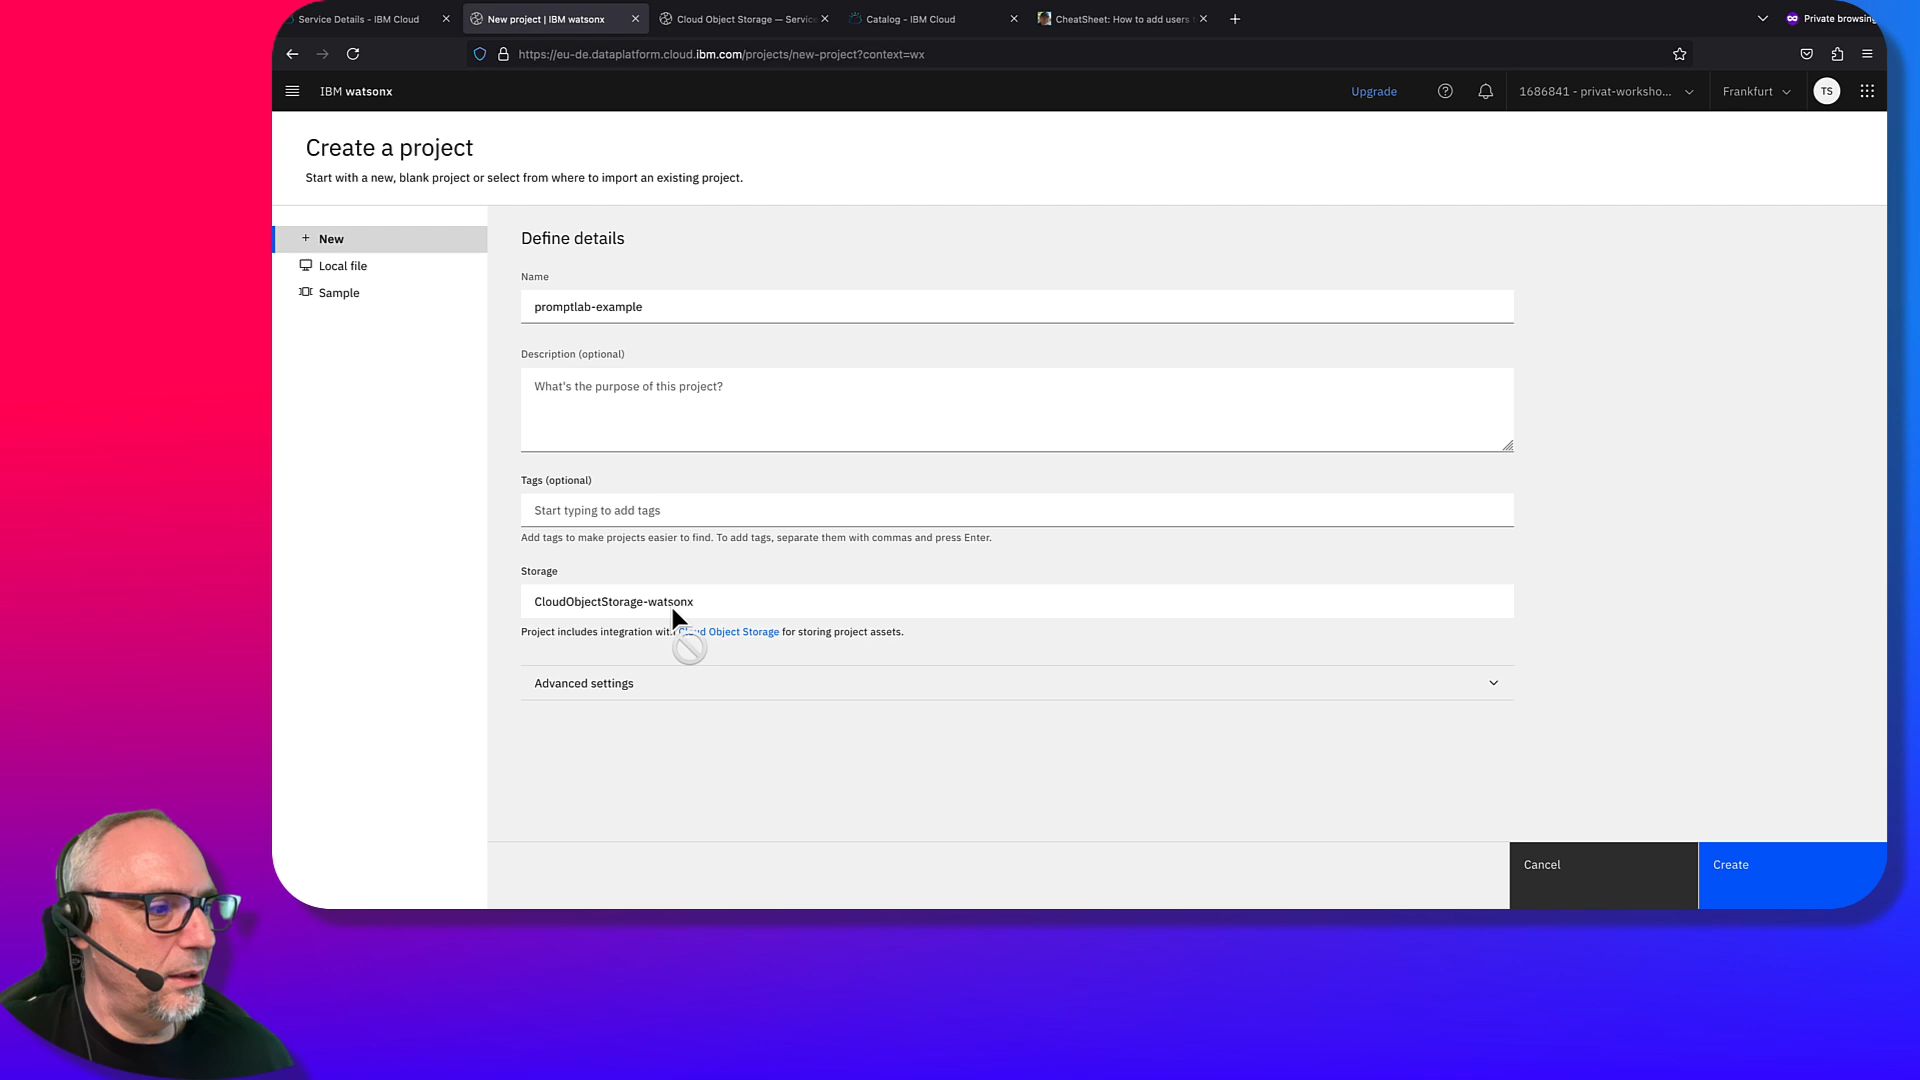 Service Details - IBM Cloud
New project | IBM watsonx
Cloud Object Storage — Service
Catalog - IBM Cloud
CheatSheet: How to add users
Private browsing
https://eu-de.dataplatform.cloud.ibm.com/projects/new-project?context=wx
IBM watsonx
Upgrade
1686841 - privat-worksho...
Frankfurt
TS
Create a project
Start with a new, blank project or select from where to import an existing project.
New
Local file
Sample
Define details
Name
promptlab-example
Description (optional)
What's the purpose of this project?
Tags (optional)
Start typing to add tags
Add tags to make projects easier to find. To add tags, separate them with commas and press Enter.
Storage
CloudObjectStorage-watsonx
Project includes integration with Cloud Object Storage for storing project assets.
Advanced settings
Cancel
Create